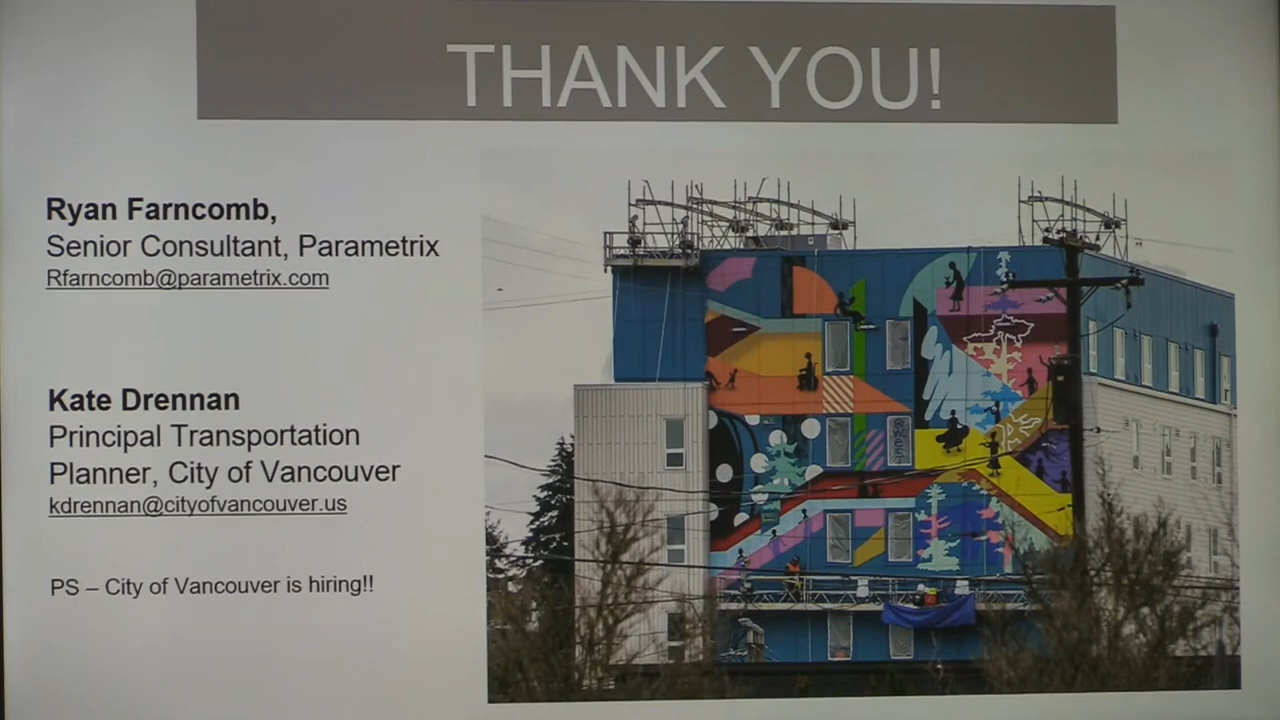 THANK YOU!
Ryan Farncomb,
Senior Consultant, Parametrix
Rfarncomb@parametrix.com
Kate Drennan
Principal Transportation
Planner, City of Vancouver
kdrennan@cityofvancouver.us
PS – City of Vancouver is hiring!!